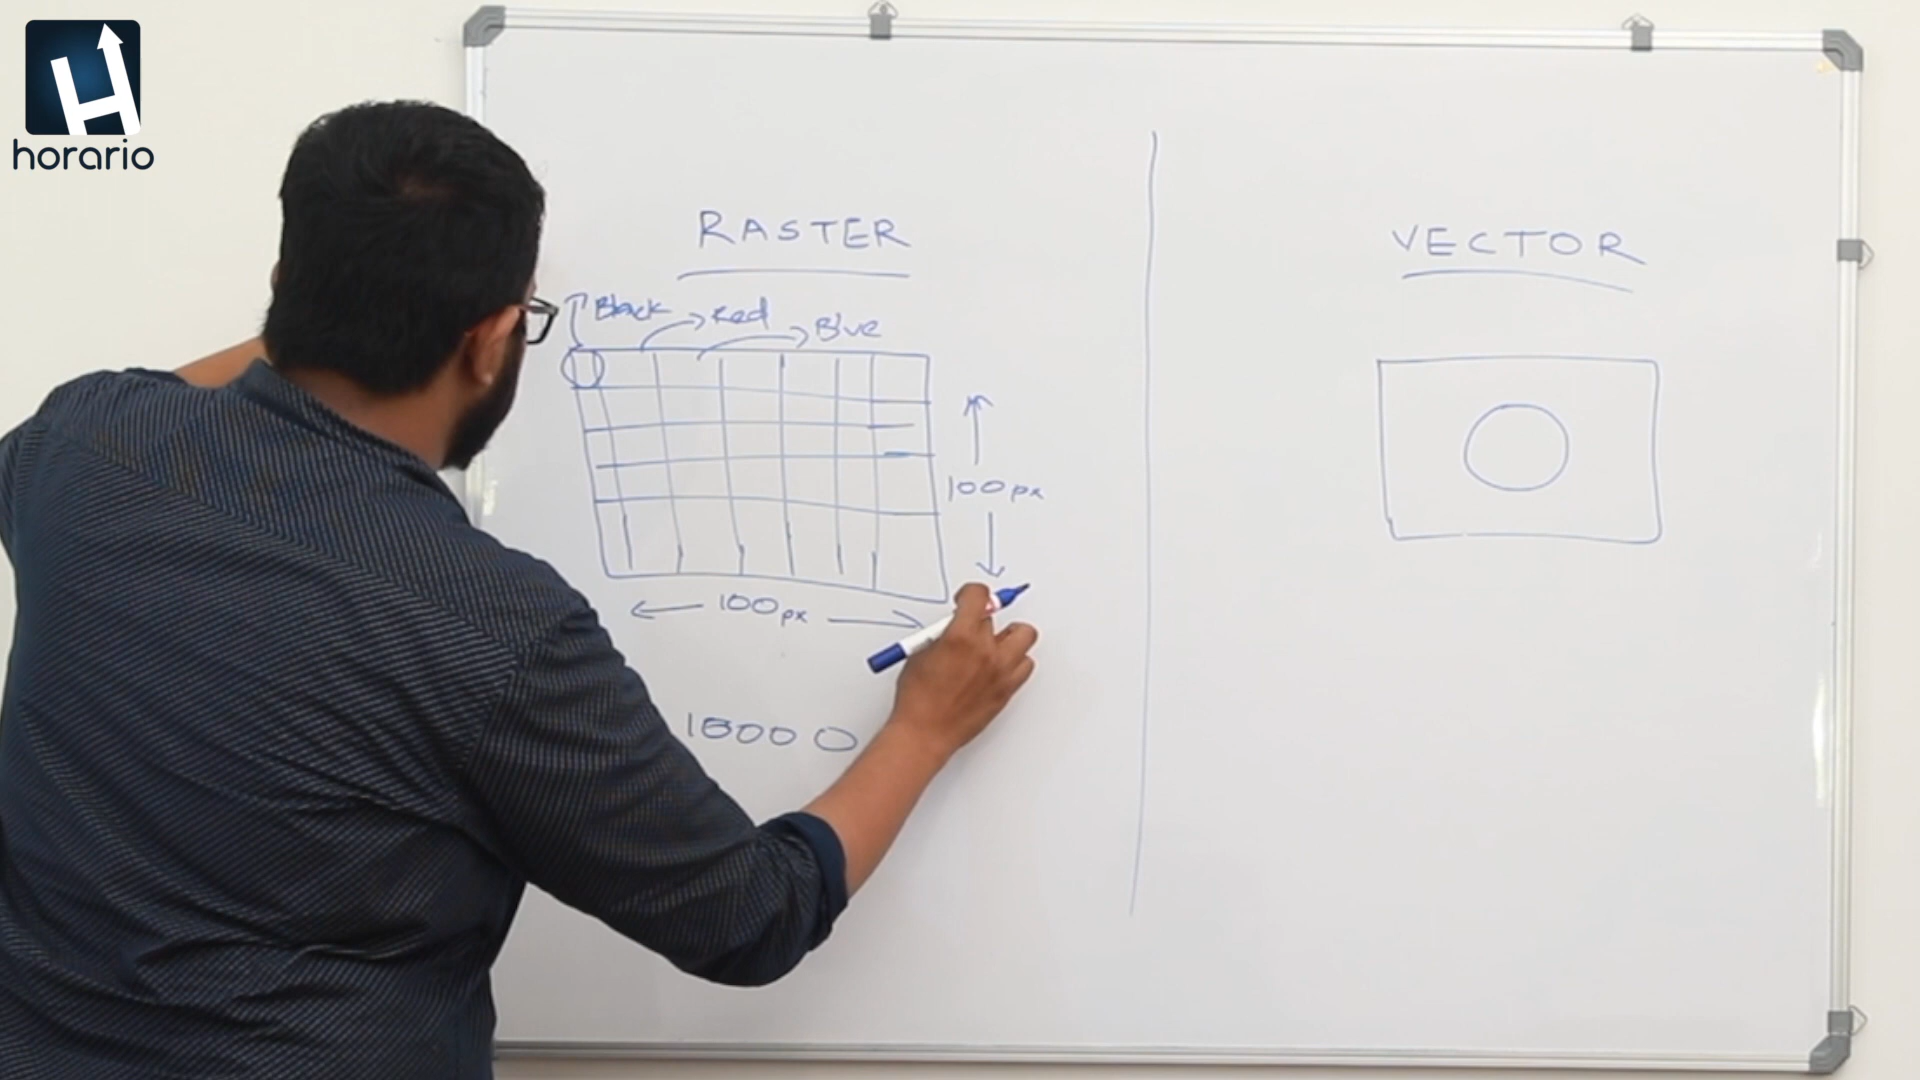 horario
RASTER
Black Red Blue
100px
100px
10000
VECTOR